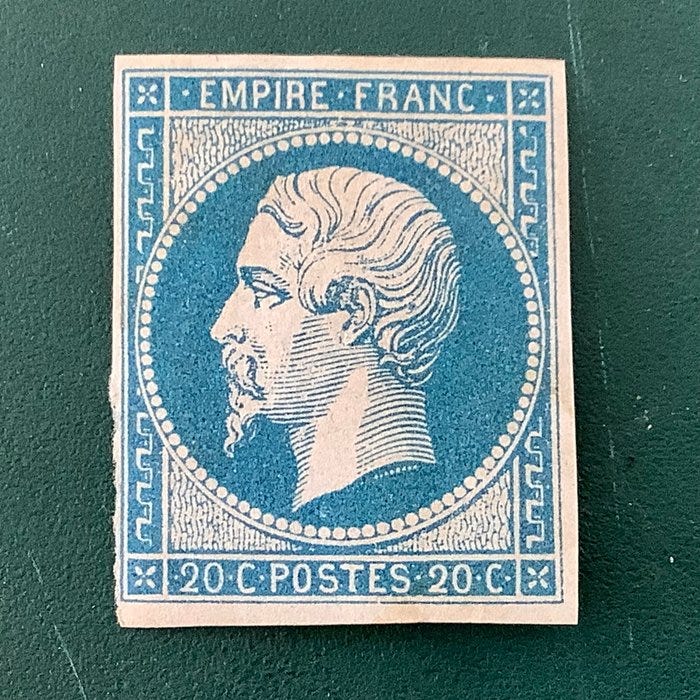 · EMPIRE · FRANC ·
· 20 · C · POSTES · 20 · C ·